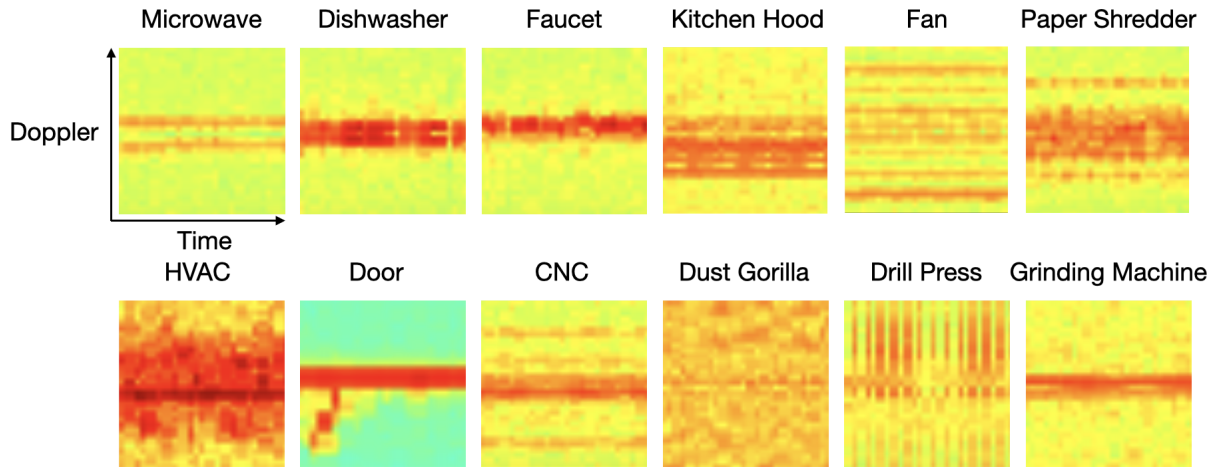 Microwave Dishwasher Faucet Kitchen Hood Fan Paper Shredder
Doppler
Time
HVAC Door CNC Dust Gorilla Drill Press Grinding Machine